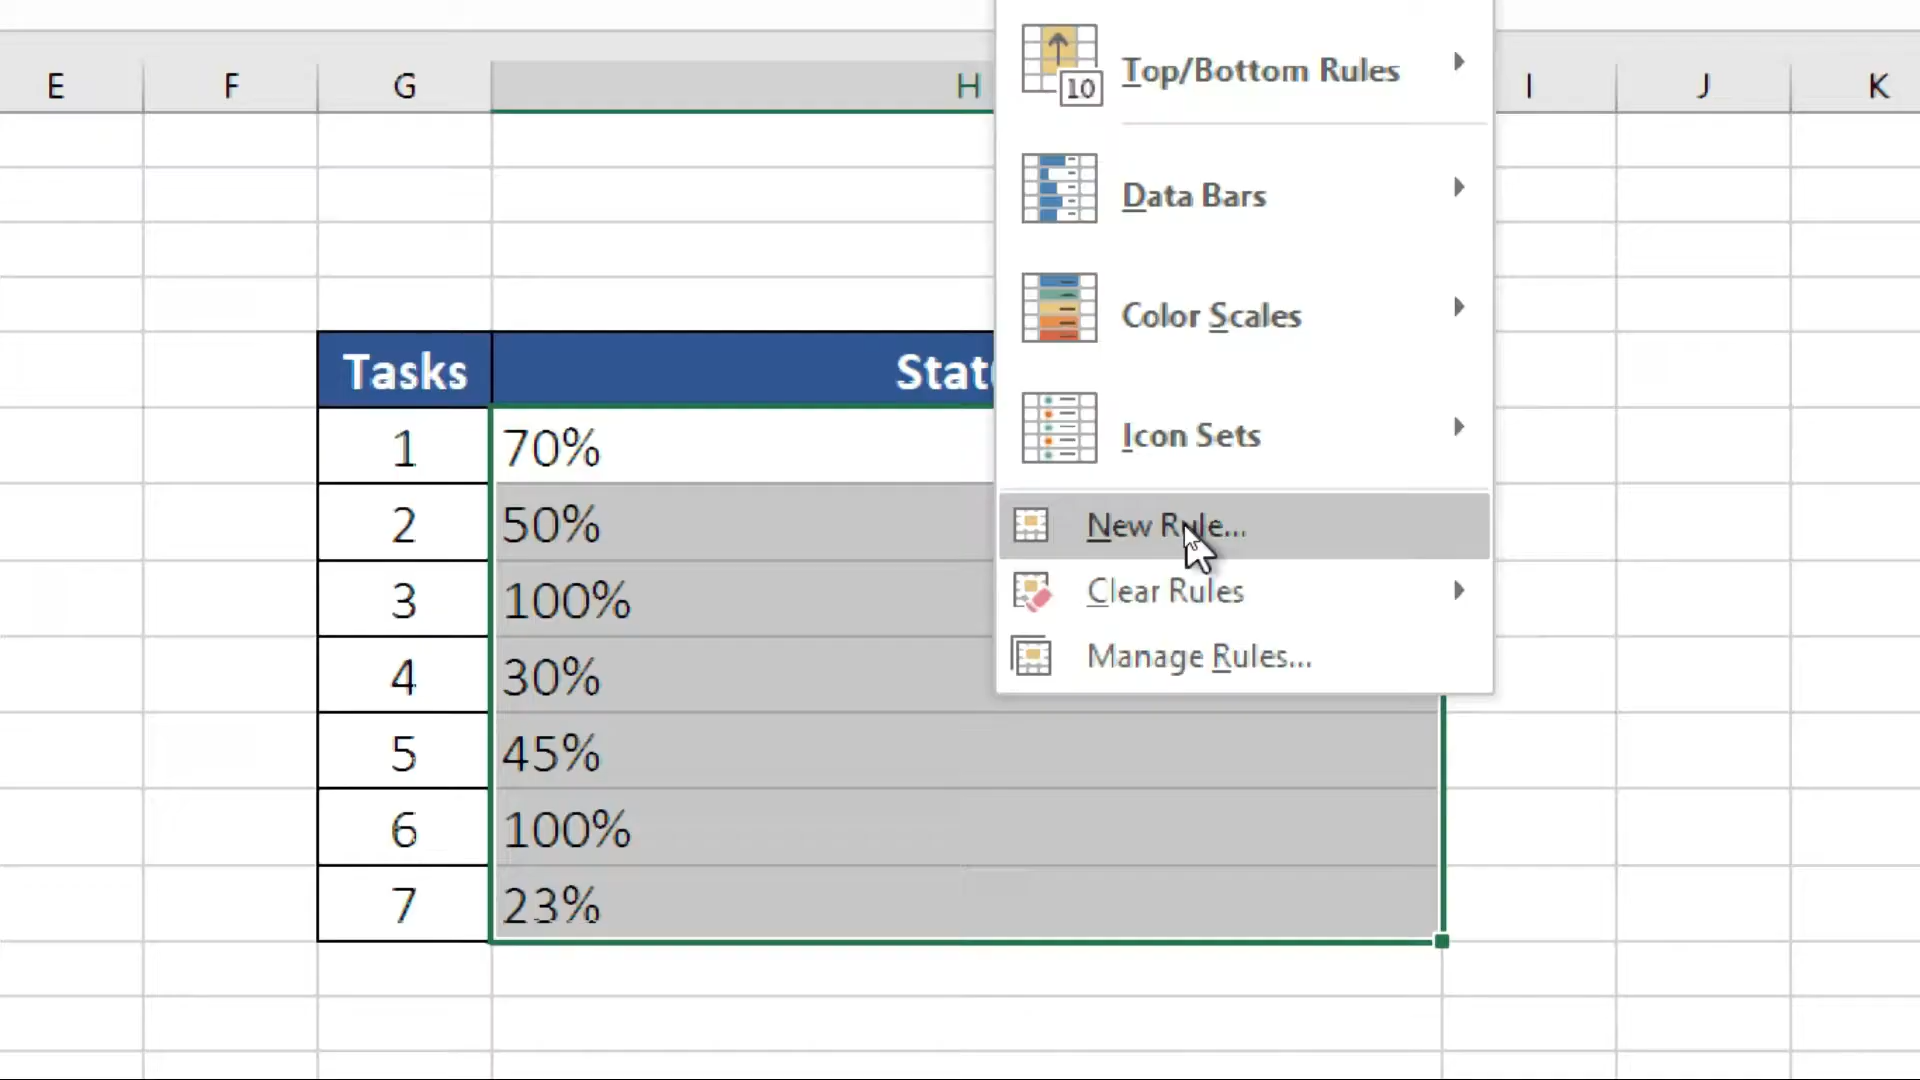 E F G H I J K
Top/Bottom Rules
10
Data Bars
Color Scales
Icon Sets
New Rule...
Clear Rules
Manage Rules...
Tasks
1 70%
2 50%
3 100%
4 30%
5 45%
6 100%
7 23%